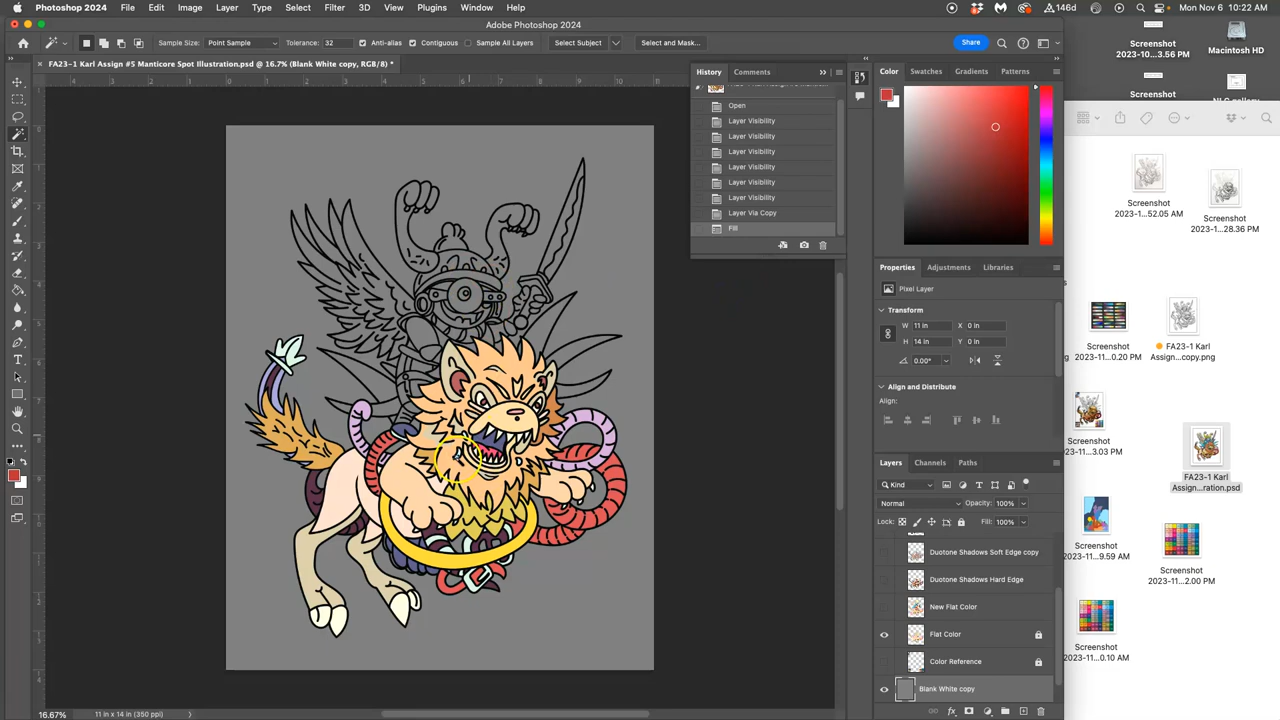 Photoshop 2024 File Edit Image Layer Type Select Filter 3D View Plugins Window Help 146d Mon Nov 6 10:22 AM
Adobe Photoshop 2024
Sample Size: Point Sample Tolerance: 32 Anti-alias Contiguous Sample All Layers Select Subject Select and Mask... Share
FA23-1 Karl Assign #5 Manticore Spot Illustration.psd @ 16.7% (Blank White copy, RGB/8) *
History Comments
Open
Layer Visibility
Layer Visibility
Layer Visibility
Layer Visibility
Layer Visibility
Layer Visibility
Layer Via Copy
Fill
Color Swatches Gradients Patterns
Properties Adjustments Libraries
Pixel Layer
Transform
W 11 in X 0 in
H 14 in Y 0 in
0.00°
Align and Distribute
Align:
Layers Channels Paths
Kind
Normal Opacity: 100%
Lock: Fill: 100%
Duotone Shadows Soft Edge copy
Duotone Shadows Hard Edge
New Flat Color
Flat Color
Color Reference
Blank White copy
16.67% 11 in x 14 in (350 ppi)
Screenshot
2023-1...3.56 PM
Macintosh HD
Screenshot
NLC gallery
Screenshot
2023-11...52.05 AM
Screenshot
2023-1...28.36 PM
Screenshot
2023-11...0.20 PM
FA23-1 Karl
Assign...copy.png
Screenshot
FA23-1 Karl
Assign...ration.psd
Screenshot
2023-11...9.59 AM
Screenshot
2023-11...2.00 PM
Screenshot
2023-11...0.10 AM